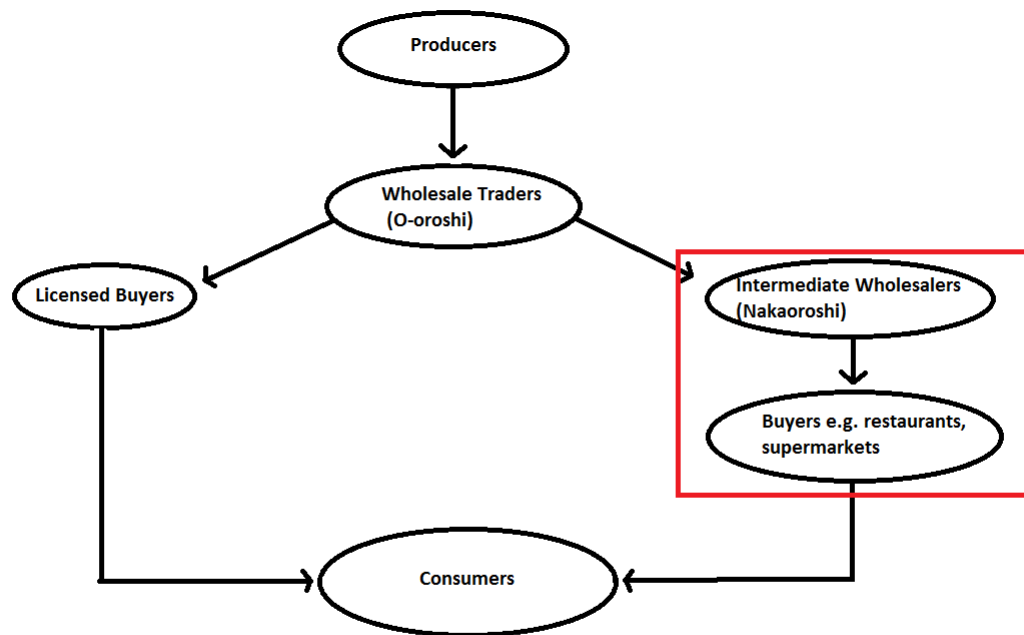 Producers
Wholesale Traders
(O-oroshi)
Licensed Buyers
Intermediate Wholesalers
(Nakaoroshi)
Buyers e.g. restaurants,
supermarkets
Consumers